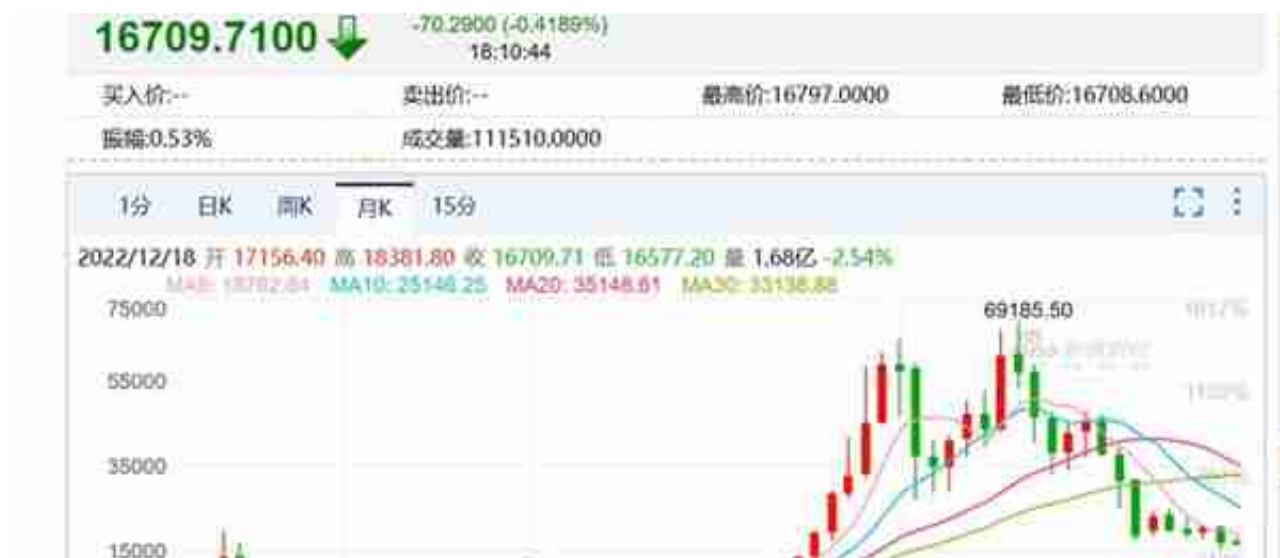 16709.7100
-70.2900 (-0.4189%)
18:10:44
买入价:-- 卖出价:-- 最高价:16797.0000 最低价:16708.6000
振幅:0.53% 成交量:111510.0000
1分 日K 周K 月K 15分
2022/12/18 开 17156.40 高 18381.80 收 16709.71 低 16577.20 量 1.68亿 -2.54%
MA10: 25146.25 MA20: 35148.61 MA30: 33138.88
75000
69185.50
55000
35000
15000